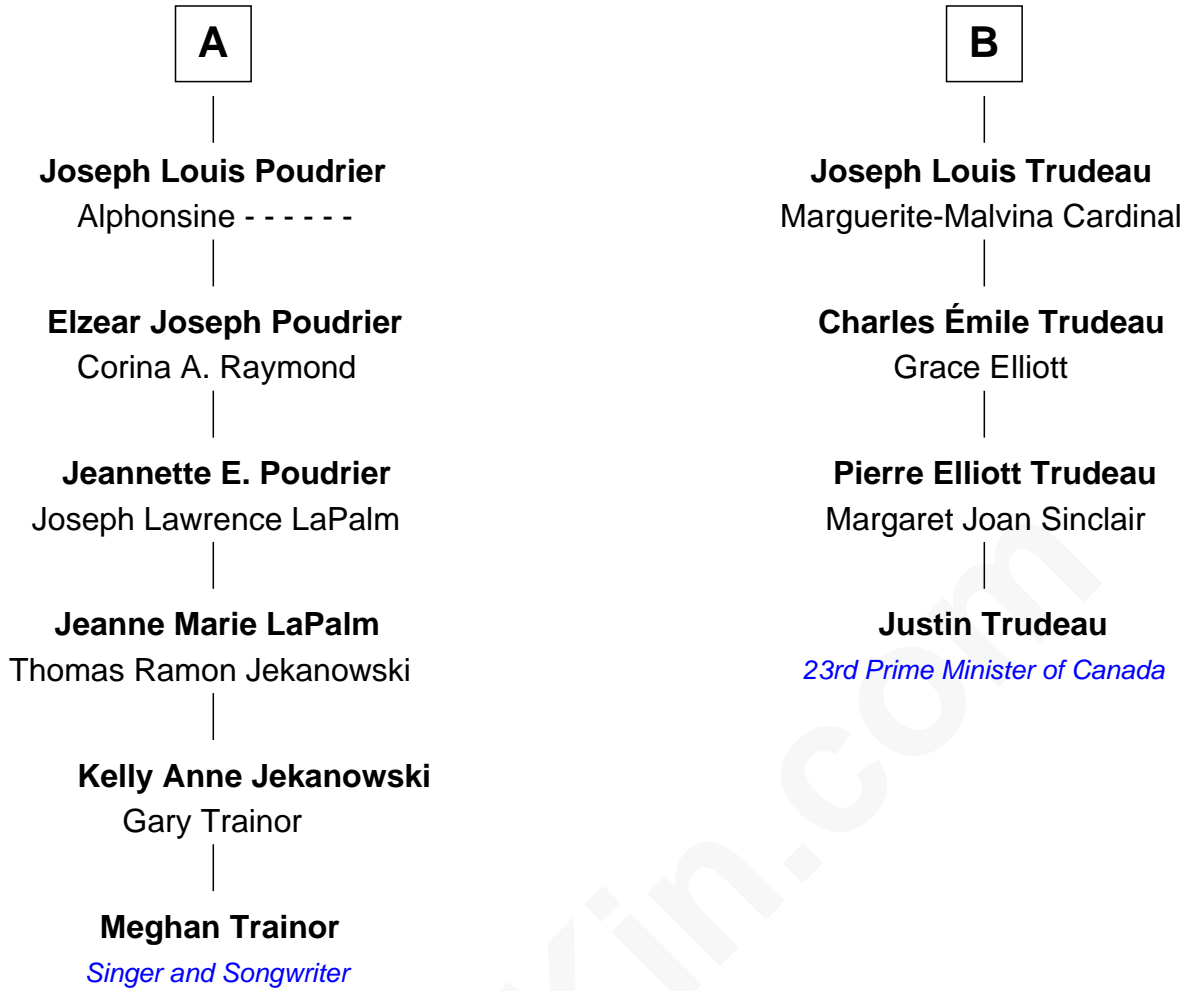 A
Joseph Louis Poudrier
Alphonsine - - - - - -
Elzear Joseph Poudrier
Corina A. Raymond
Jeannette E. Poudrier
Joseph Lawrence LaPalm
Jeanne Marie LaPalm
Thomas Ramon Jekanowski
Kelly Anne Jekanowski
Gary Trainor
Meghan Trainor
Singer and Songwriter
B
Joseph Louis Trudeau
Marguerite-Malvina Cardinal
Charles Émile Trudeau
Grace Elliott
Pierre Elliott Trudeau
Margaret Joan Sinclair
Justin Trudeau
23rd Prime Minister of Canada
Kin.com